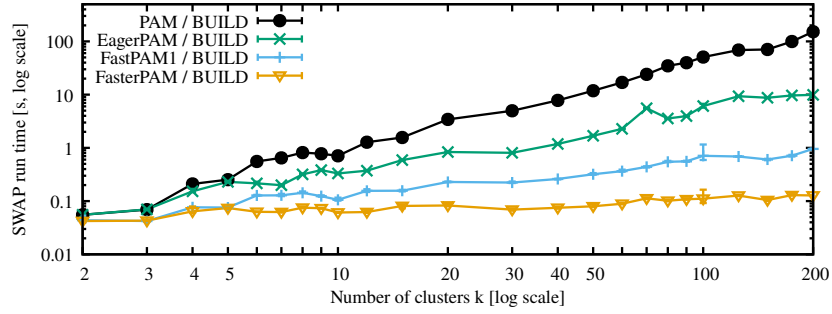 SWAP run time [s, log scale]
100
10
1
0.1
0.01
PAM / BUILD
EagerPAM / BUILD
FastPAM1 / BUILD
FasterPAM / BUILD
2 3 4 5 10 20 30 40 50 100 200
Number of clusters k [log scale]